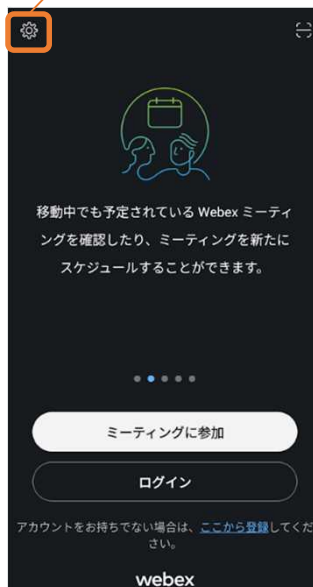 移動中でも予定されている Webex ミーティ
ングを確認したり、ミーティングを新たに
スケジュールすることができます。
ミーティングに参加
ログイン
アカウントをお持ちでない場合は、ここから登録してくだ
さい。
webex